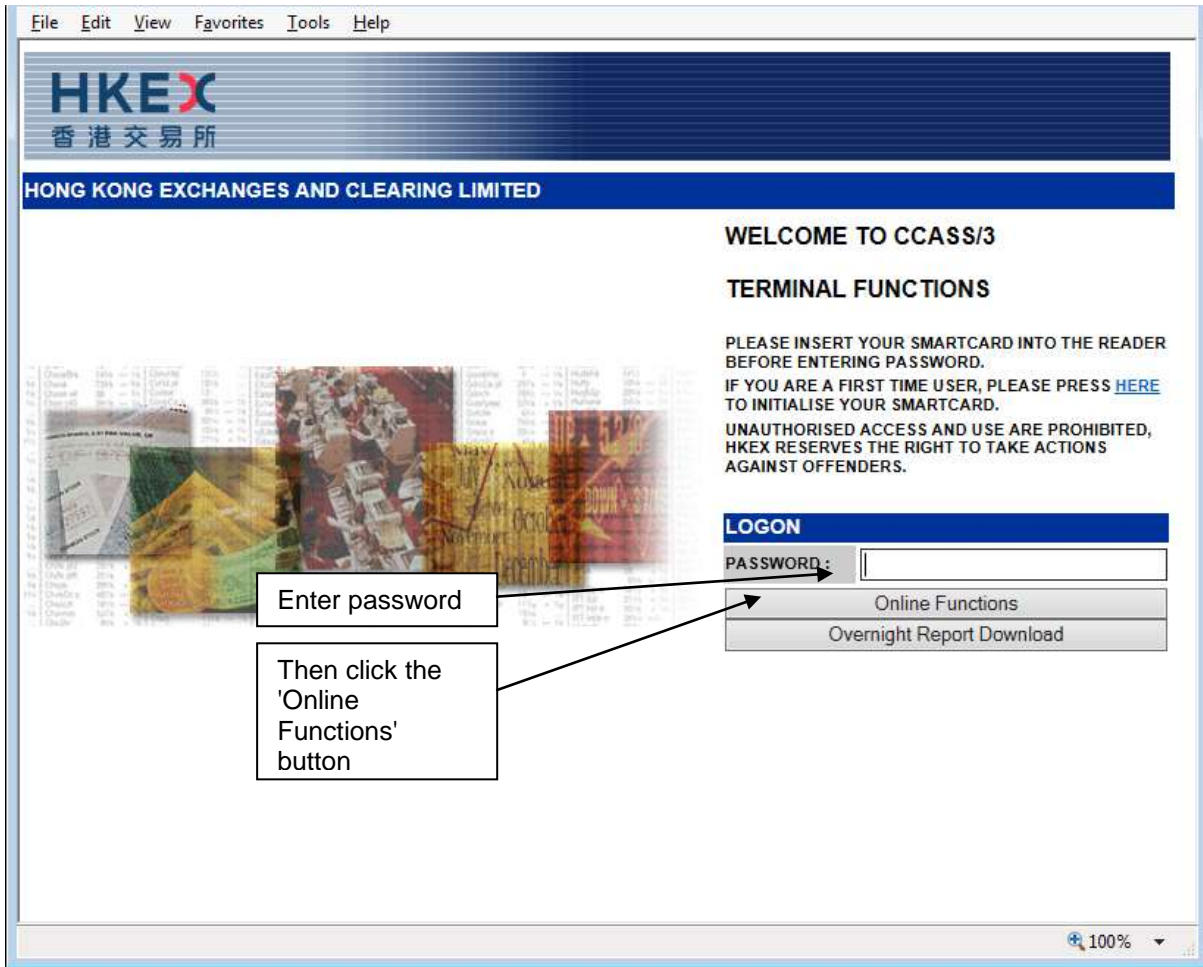 File Edit View Favorites Tools Help
HKEX
香港交易所
HONG KONG EXCHANGES AND CLEARING LIMITED
WELCOME TO CCASS/3
TERMINAL FUNCTIONS
PLEASE INSERT YOUR SMARTCARD INTO THE READER
BEFORE ENTERING PASSWORD.
IF YOU ARE A FIRST TIME USER, PLEASE PRESS HERE
TO INITIALISE YOUR SMARTCARD.
UNAUTHORISED ACCESS AND USE ARE PROHIBITED,
HKEX RESERVES THE RIGHT TO TAKE ACTIONS
AGAINST OFFENDERS.
LOGON
PASSWORD :
Online Functions
Overnight Report Download
Enter password
Then click the
'Online
Functions'
button
100%